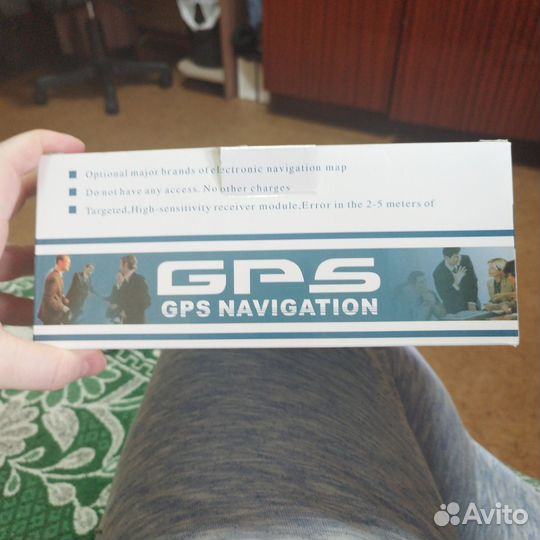 Optional major brands of electronic navigation map
Do not have any access. No other charges
Targeted,High-sensitivity receiver module,Error in the 2-5 meters of
GPS
GPS NAVIGATION
Avito